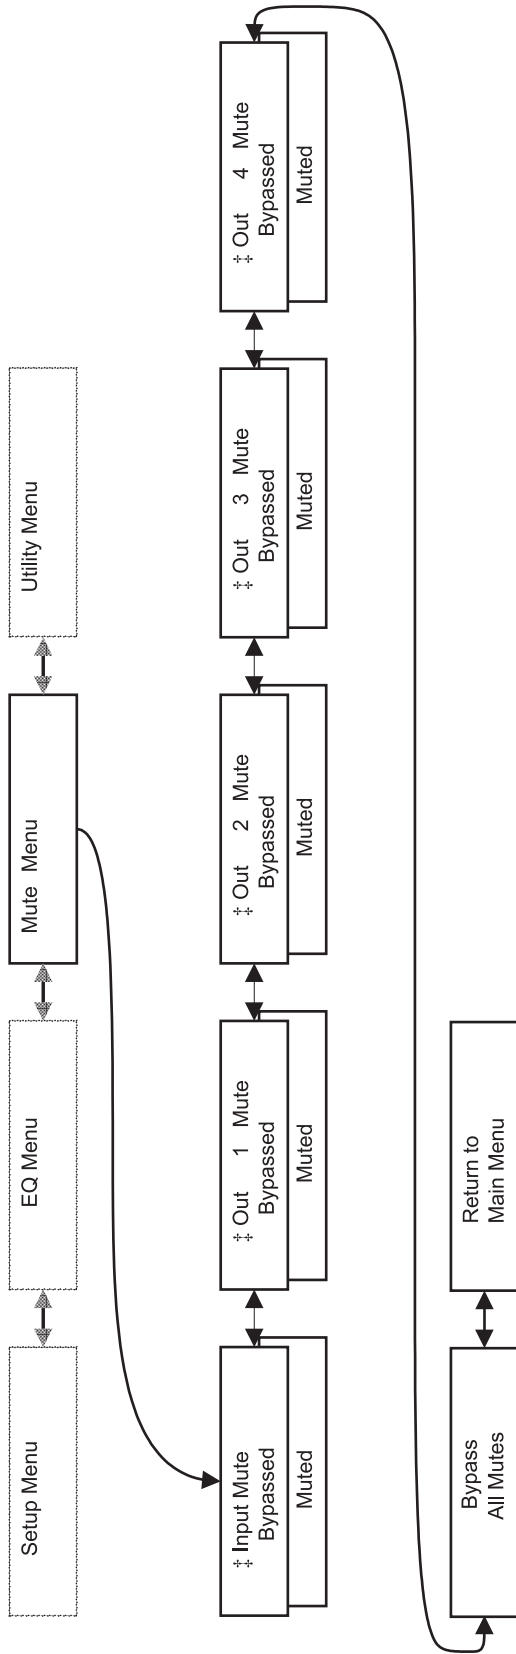 Setup Menu
EQ Menu
Mute Menu
Utility Menu
‡ Input Mute
Bypassed
Muted
‡ Out 1 Mute
Bypassed
Muted
‡ Out 2 Mute
Bypassed
Muted
‡ Out 3 Mute
Bypassed
Muted
‡ Out 4 Mute
Bypassed
Muted
Bypass
All Mutes
Return to
Main Menu